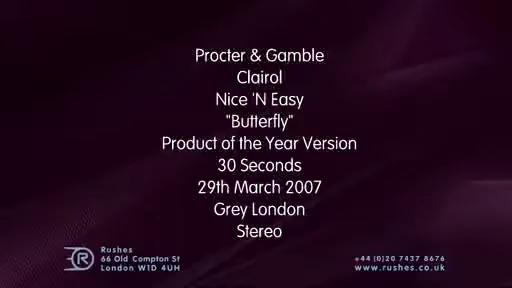 Procter & Gamble
Clairol
Nice 'N Easy
"Butterfly"
Product of the Year Version
30 Seconds
29th March 2007
Grey London
Stereo
R
Rushes
66 Old Compton St
London W1D 4UH
+44 (0)20 7437 8676
www.rushes.co.uk